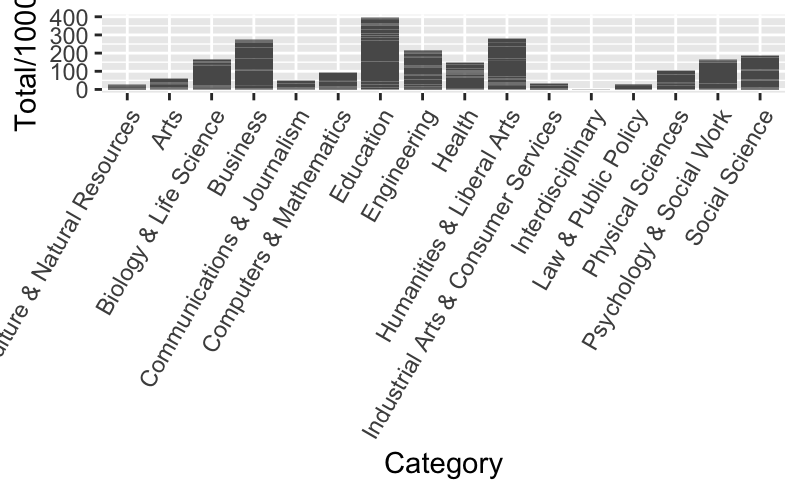 Total/1000
400
300
200
100
0
& Natural Resources
Arts
Biology & Life Science
Business
Communications & Journalism
Computers & Mathematics
Education
Engineering
Health
Humanities & Liberal Arts
Industrial Arts & Consumer Services
Interdisciplinary
Law & Public Policy
Physical Sciences
Psychology & Social Work
Social Science
Category